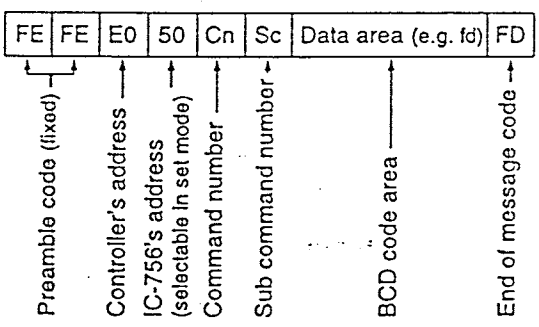 FE FE E0 50 Cn Sc Data area (e.g. fd) FD
Preamble code (fixed)
Controller's address
IC-756's address
(selectable in set mode)
Command number
Sub command number
BCD code area
End of message code